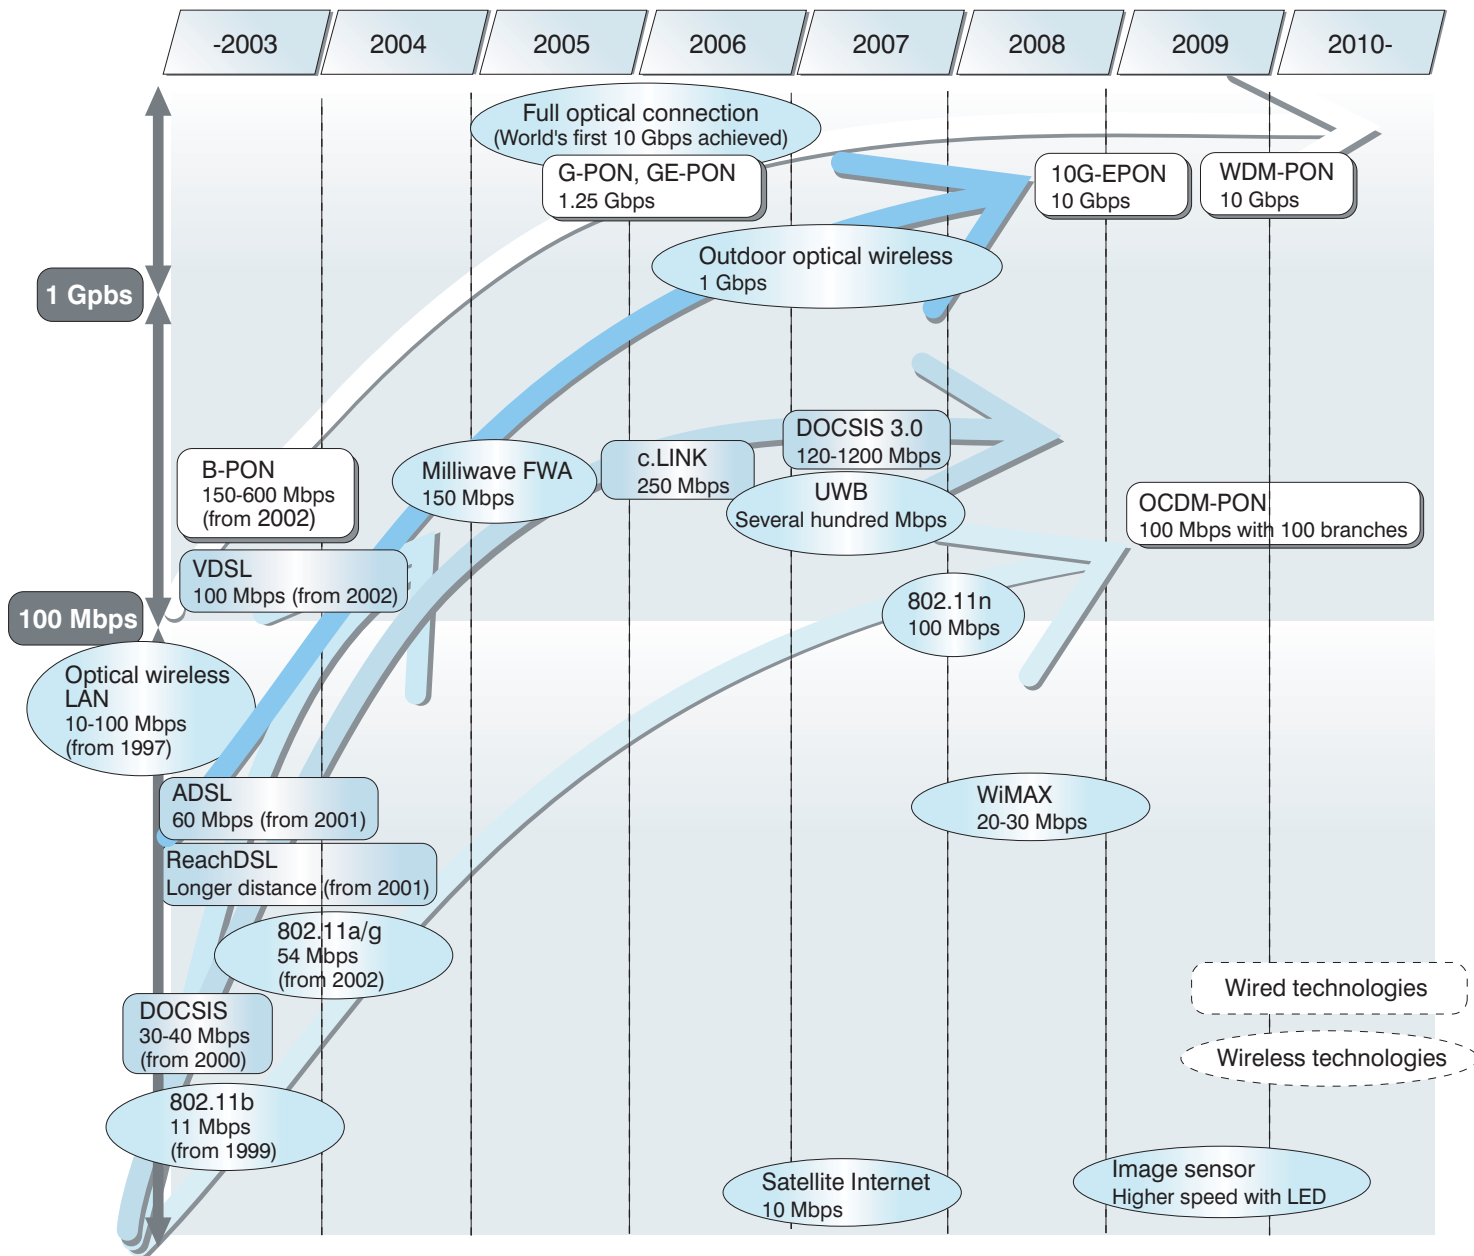 -2003
2004
2005
2006
2007
2008
2009
2010-
Full optical connection
(World's first 10 Gbps achieved)
G-PON, GE-PON
1.25 Gbps
10G-EPON
10 Gbps
WDM-PON
10 Gbps
Outdoor optical wireless
1 Gbps
1 Gpbs
B-PON
150-600 Mbps
(from 2002)
Milliwave FWA
150 Mbps
c.LINK
250 Mbps
DOCSIS 3.0
120-1200 Mbps
UWB
Several hundred Mbps
OCDM-PON
100 Mbps with 100 branches
VDSL
100 Mbps (from 2002)
100 Mbps
802.11n
100 Mbps
Optical wireless
LAN
10-100 Mbps
(from 1997)
ADSL
60 Mbps (from 2001)
WiMAX
20-30 Mbps
ReachDSL
Longer distance (from 2001)
802.11a/g
54 Mbps
(from 2002)
DOCSIS
30-40 Mbps
(from 2000)
Wired technologies
Wireless technologies
802.11b
11 Mbps
(from 1999)
Satellite Internet
10 Mbps
Image sensor
Higher speed with LED